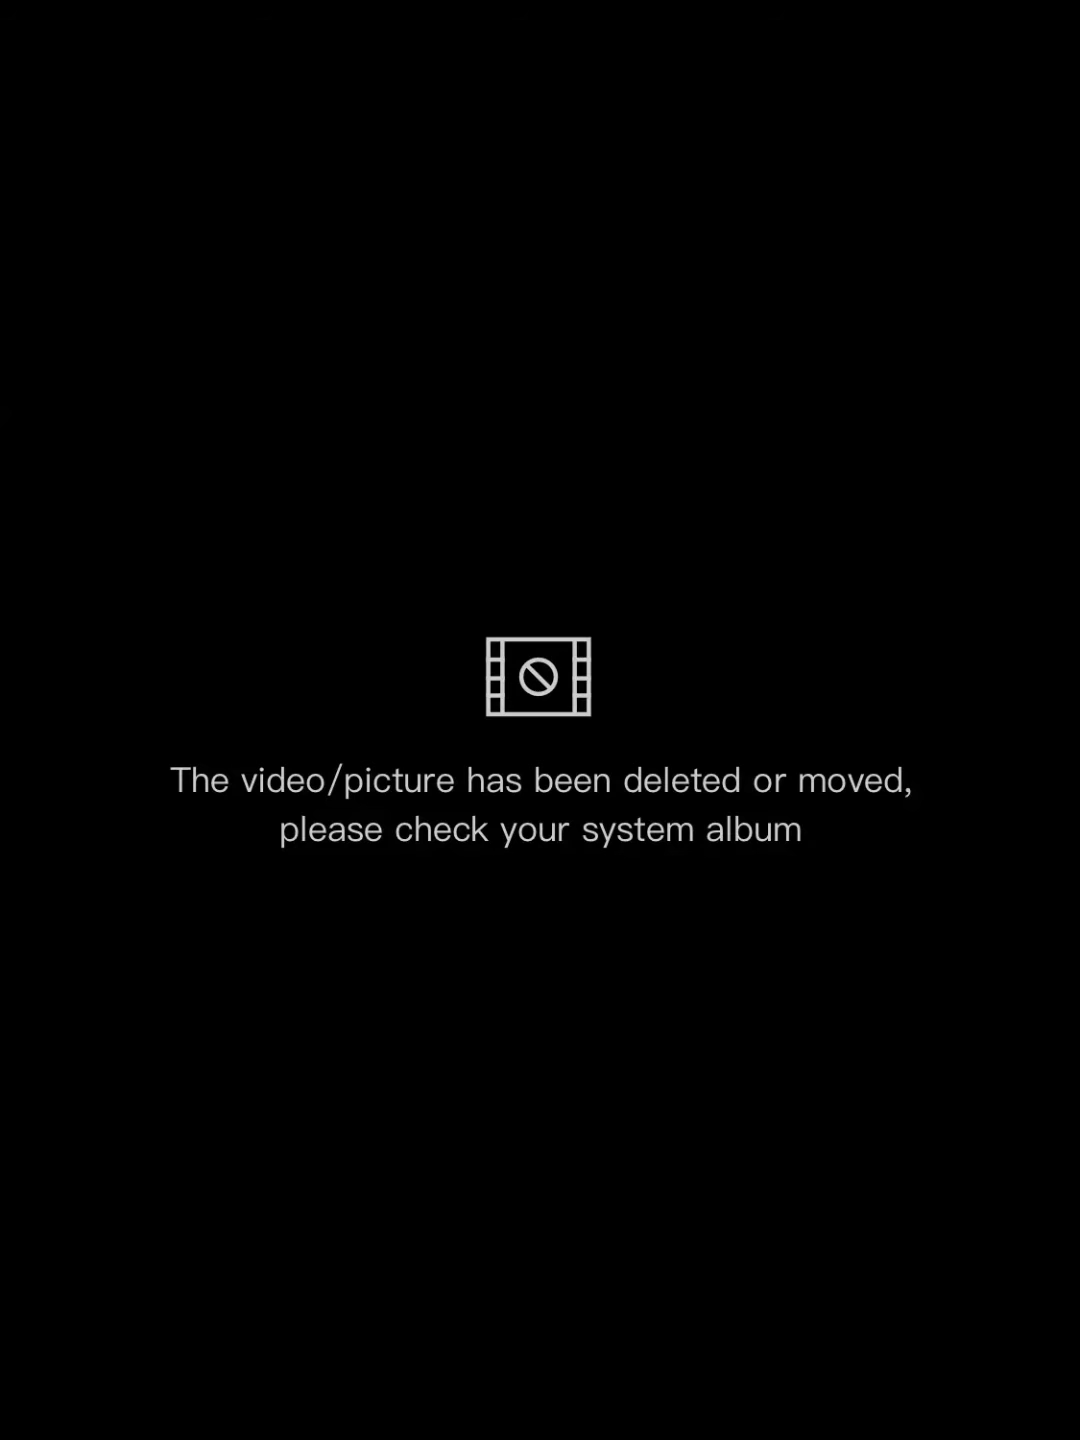 The video/picture has been deleted or moved,
please check your system album